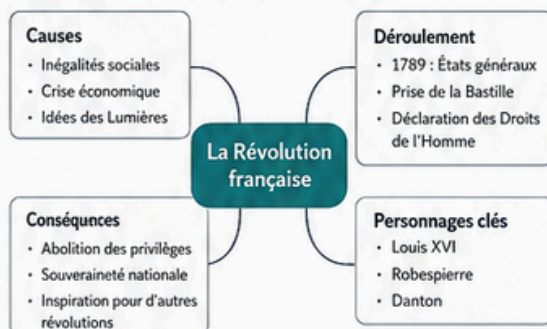 Causes
• Inégalités sociales
• Crise économique
• Idées des Lumières
Déroulement
• 1789 : États généraux
• Prise de la Bastille
• Déclaration des Droits
de l'Homme
La Révolution
française
Conséqunces
• Abolition des privilèges
• Souveraineté nationale
• Inspiration pour d'autres
révolutions
Personnages clés
• Louis XVI
• Robespierre
• Danton